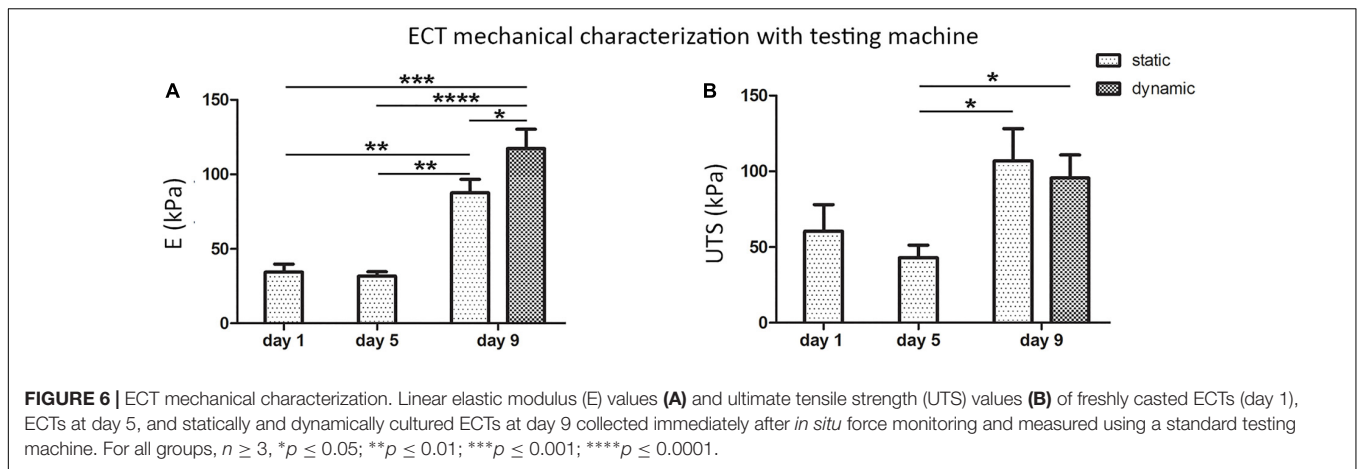 ECT mechanical characterization with testing machine
static
dynamic
A
***
****
*
**
**
150
100
50
0
E (kPa)
day 1
day 5
day 9
B
*
*
150
100
50
0
UTS (kPa)
day 1
day 5
day 9
FIGURE 6 | ECT mechanical characterization. Linear elastic modulus (E) values (A) and ultimate tensile strength (UTS) values (B) of freshly casted ECTs (day 1),
ECTs at day 5, and statically and dynamically cultured ECTs at day 9 collected immediately after in situ force monitoring and measured using a standard testing
machine. For all groups, n ≥ 3, *p ≤ 0.05; **p ≤ 0.01; ***p ≤ 0.001; ****p ≤ 0.0001.